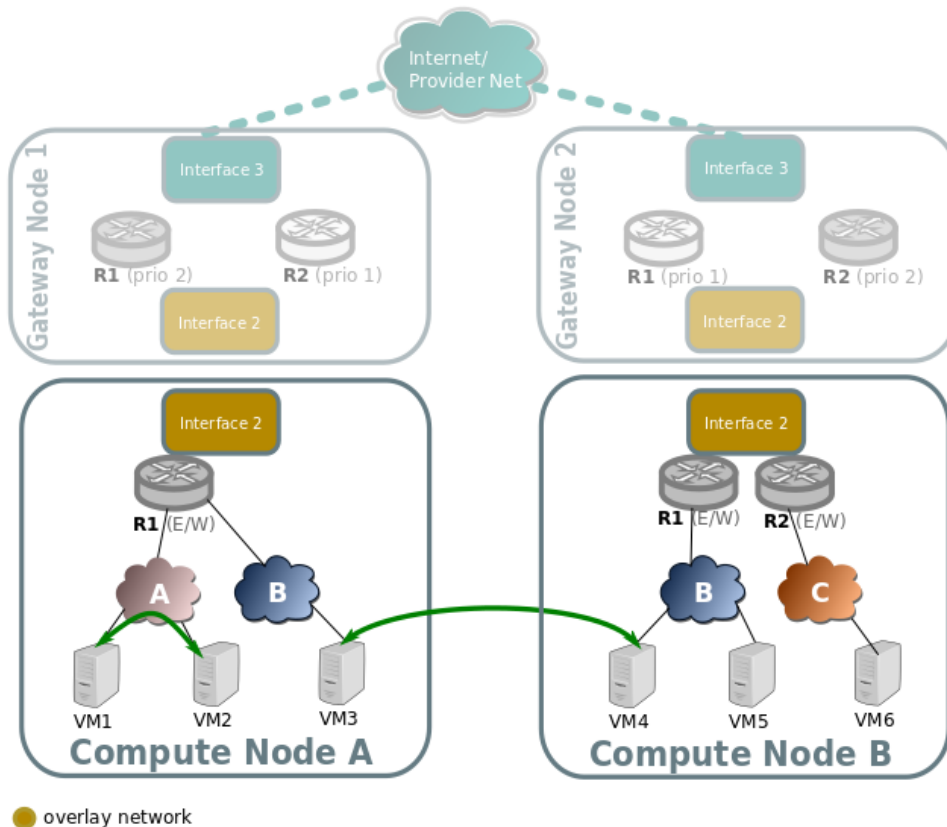 Internet/
Provider Net
Gateway Node 1
Interface 3
R1 (prio 2)
R2 (prio 1)
Interface 2
Gateway Node 2
Interface 3
R1 (prio 1)
R2 (prio 2)
Interface 2
Interface 2
R1 (E/W)
A
B
VM1
VM2
VM3
Compute Node A
Interface 2
R1 (E/W)
R2 (E/W)
B
C
VM4
VM5
VM6
Compute Node B
overlay network